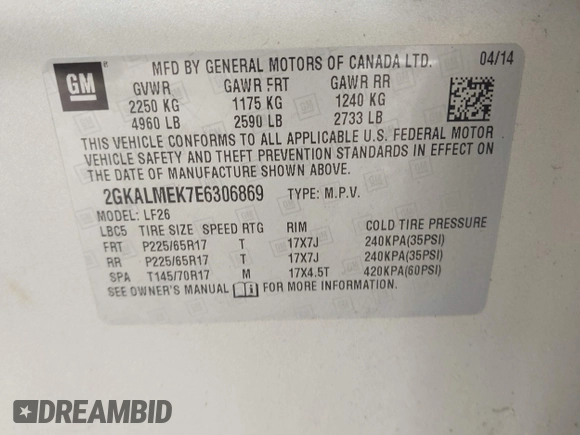 GM
MFD BY GENERAL MOTORS OF CANADA LTD. 04/14
GVWR GAWR FRT GAWR RR
2250 KG 1175 KG 1240 KG
4960 LB 2590 LB 2733 LB
THIS VEHICLE CONFORMS TO ALL APPLICABLE U.S. FEDERAL MOTOR
VEHICLE SAFETY AND THEFT PREVENTION STANDARDS IN EFFECT ON
THE DATE OF MANUFACTURE SHOWN ABOVE.
2GKALMEK7E6306869 TYPE: M.P.V.
MODEL: LF26
LBC5 TIRE SIZE SPEED RTG RIM COLD TIRE PRESSURE
FRT P225/65R17 T 17X7J 240KPA(35PSI)
RR P225/65R17 T 17X7J 240KPA(35PSI)
SPA T145/70R17 M 17X4.5T 420KPA(60PSI)
SEE OWNER'S MANUAL FOR MORE INFORMATION.
DREAMBID